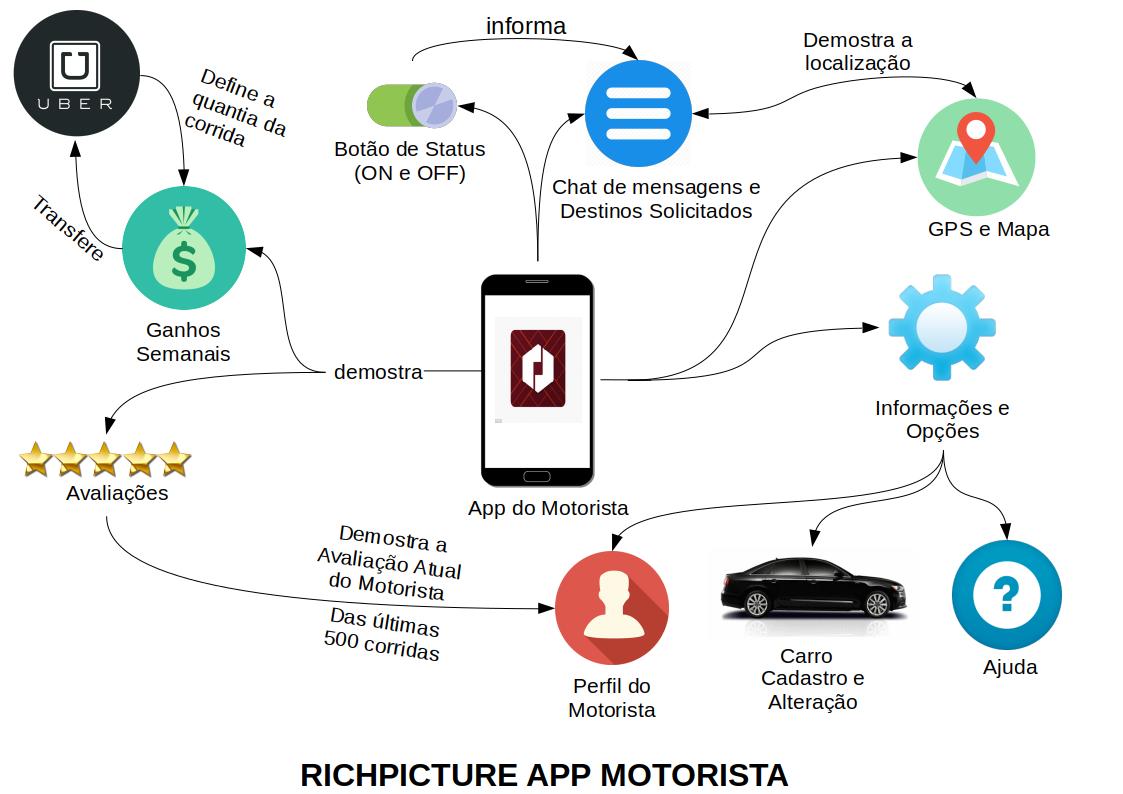 informa
Demostra a
localização
UBER
Define a
quantia da
corrida
Botão de Status
(ON e OFF)
Chat de mensagens e
Destinos Solicitados
GPS e Mapa
Transfere
$
Ganhos
Semanais
demostra
Informações e
Opções
Avaliações
App do Motorista
Demostra a
Avaliação Atual
do Motorista
Das últimas
500 corridas
?
Perfil do
Motorista
Carro
Cadastro e
Alteração
Ajuda
RICHPICTURE APP MOTORISTA